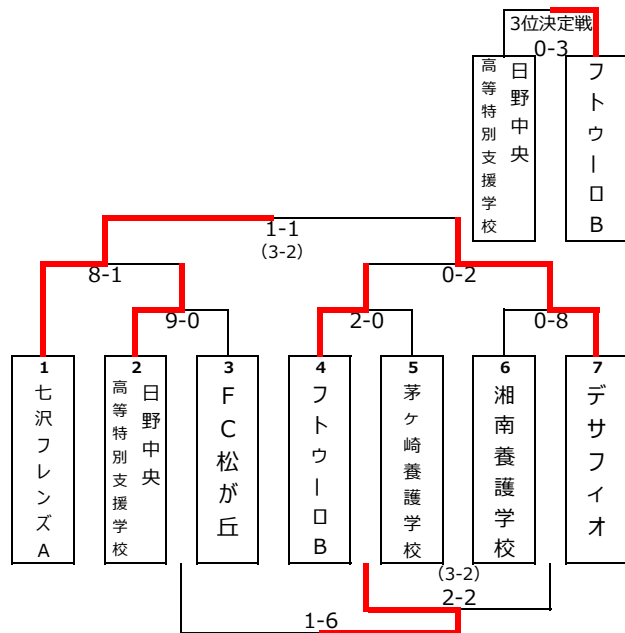 3位決定戦
0-3
日野中央
高等特別支援学校
フトゥーロB
1-1
(3-2)
8-1
0-2
9-0
2-0
0-8
1
七沢フレンズA
2
日野中央
高等特別支援学校
3
FC松が丘
4
フトゥーロB
5
茅ケ崎養護学校
6
湘南養護学校
7
デサフィオ
(3-2)
2-2
1-6